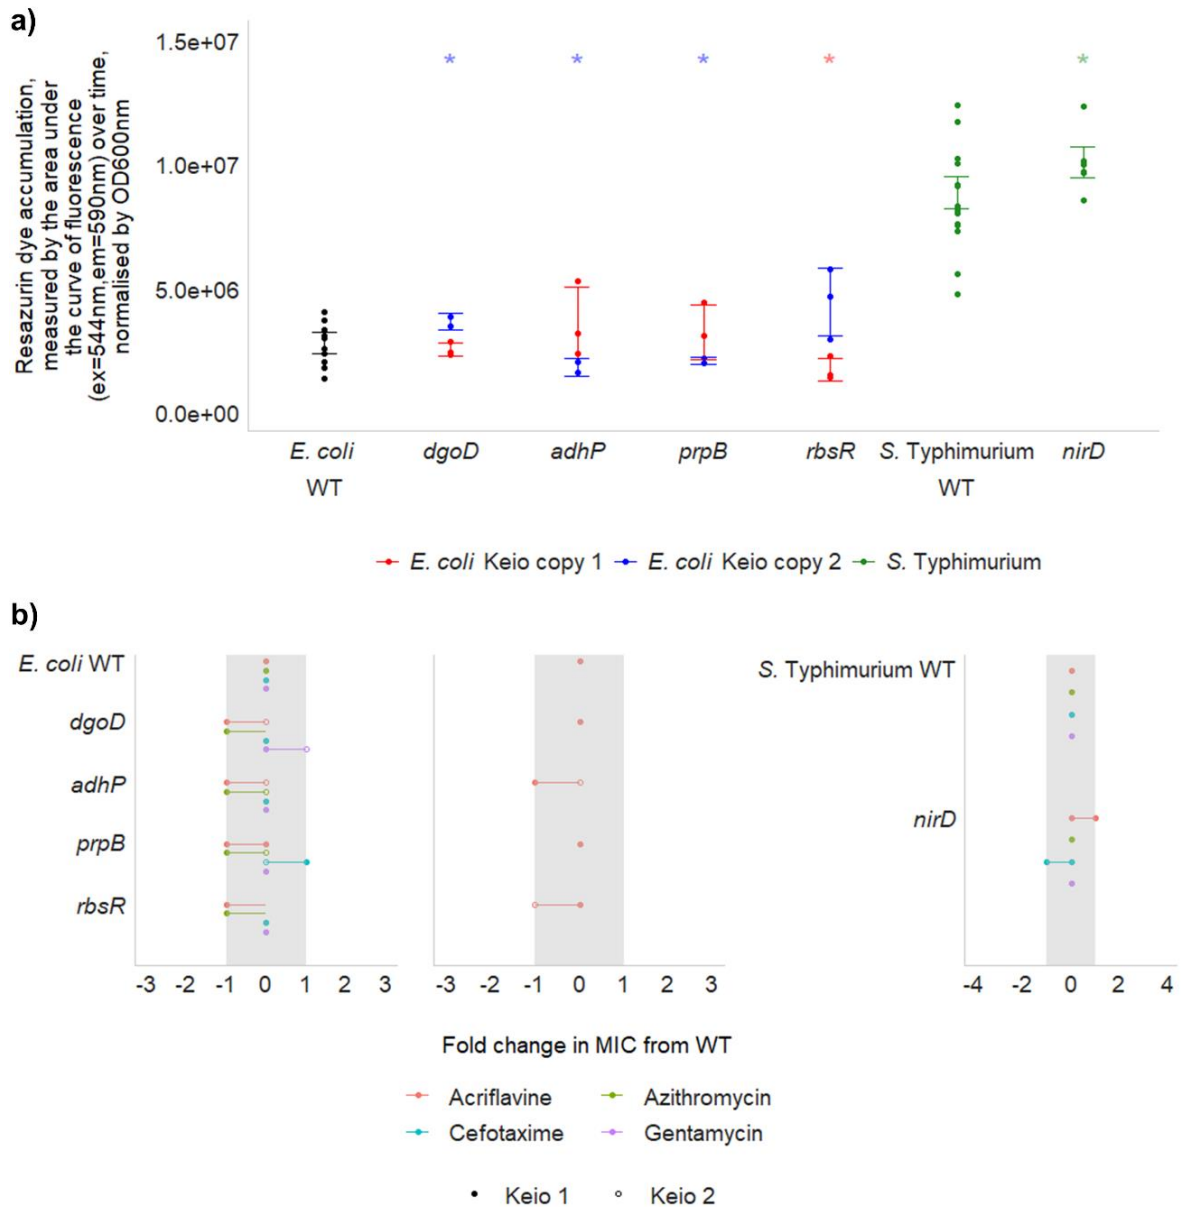 a)
Resazurin dye accumulation,
measured by the area under
the curve of fluorescence
(ex=544nm,em=590nm) over time,
normalised by OD600nm
1.5e+07
1.0e+07
5.0e+06
0.0e+00
* * * * *
E. coli WT dgoD adhP prpB rbsR S. Typhimurium WT nirD
E. coli Keio copy 1 E. coli Keio copy 2 S. Typhimurium
b)
E. coli WT
dgoD
adhP
prpB
rbsR
-3 -2 -1 0 1 2 3
-3 -2 -1 0 1 2 3
S. Typhimurium WT
nirD
-4 -2 0 2 4
Fold change in MIC from WT
Acriflavine Azithromycin
Cefotaxime Gentamycin
Keio 1 Keio 2